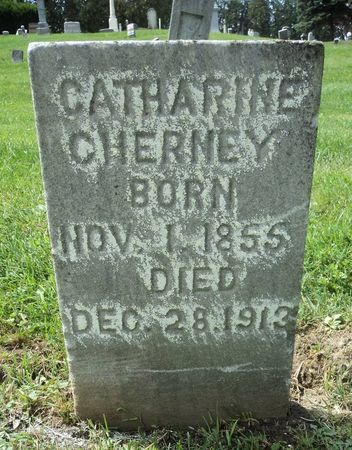 CATHARINE
CHERNEY
BORN
NOV. 1. 1855
DIED
DEC. 28. 1913